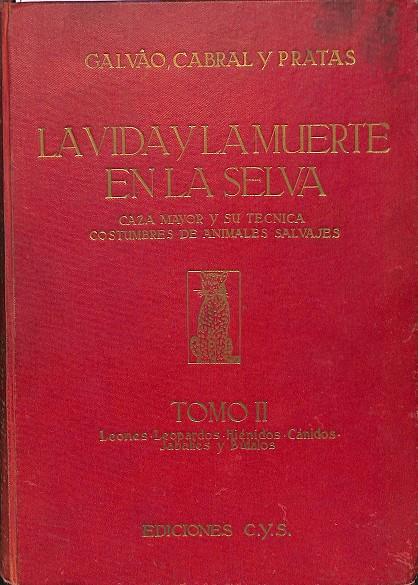 GALVÃO, CABRAL Y PRATAS
LA VIDA Y LA MUERTE
EN LA SELVA
CAZA MAYOR Y SU TECNICA
COSTUMBRES DE ANIMALES SALVAJES
TOMO II
Leones · Leopardos · Hiénidos · Cánidos ·
Jabalíes y Búfalos
EDICIONES C.Y.S.